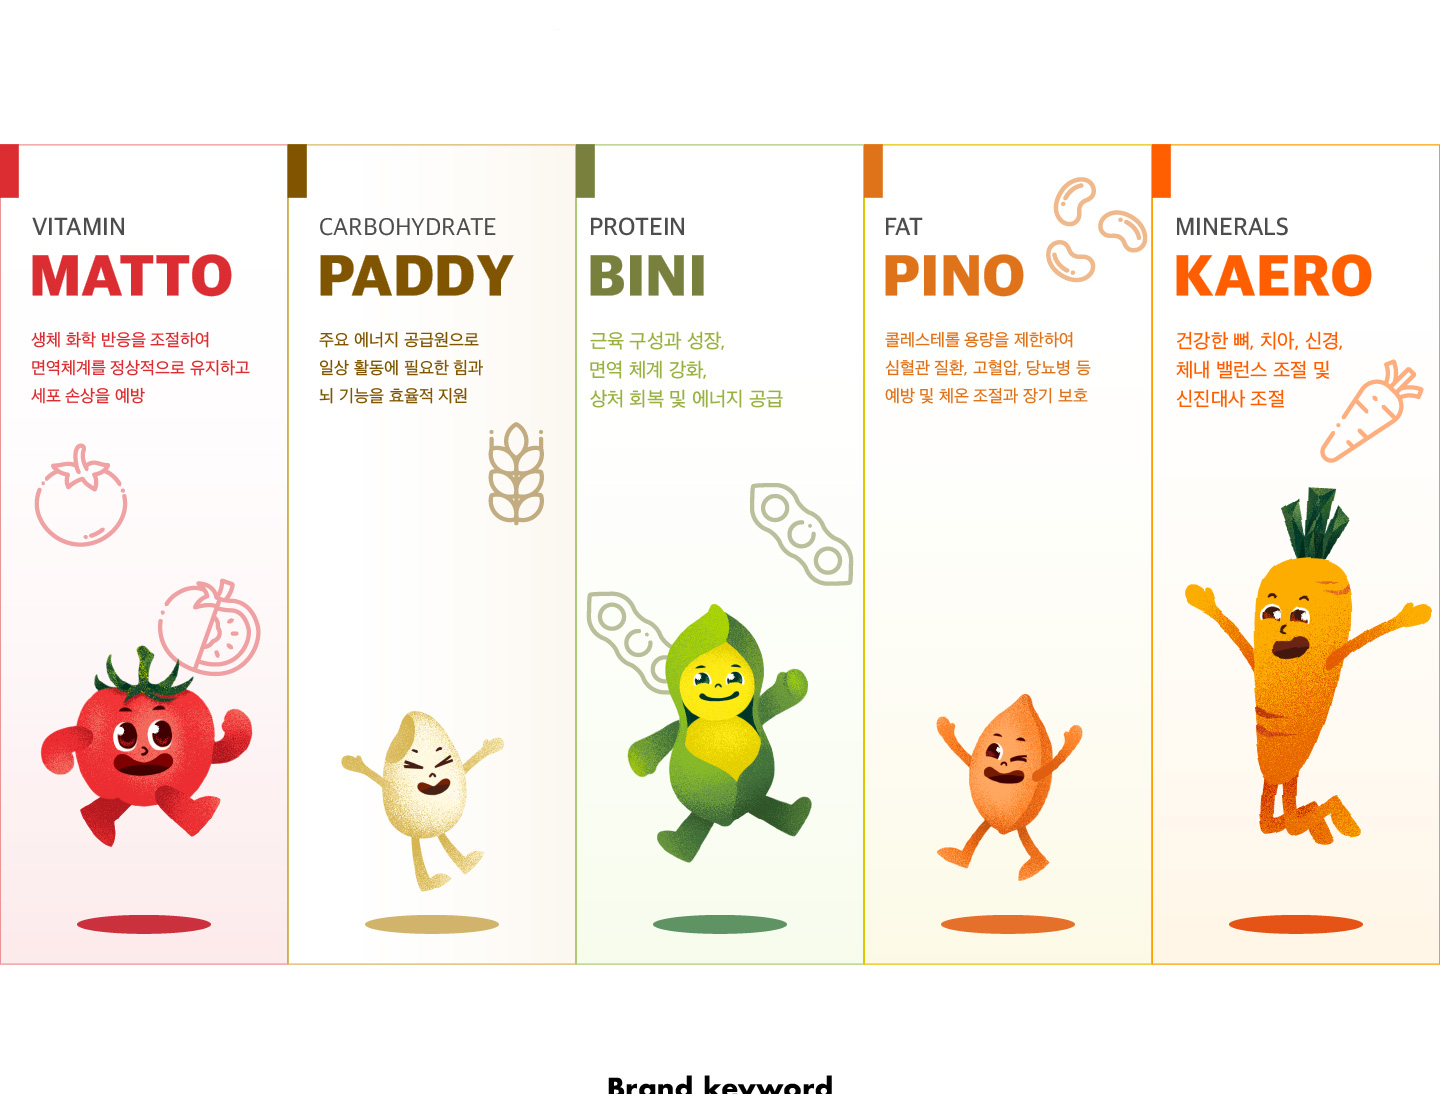 VITAMIN
MATTO
생체 화학 반응을 조절하여
면역체계를 정상적으로 유지하고
세포 손상을 예방
CARBOHYDRATE
PADDY
주요 에너지 공급원으로
일상 활동에 필요한 힘과
뇌 기능을 효율적 지원
PROTEIN
BINI
근육 구성과 성장,
면역 체계 강화,
상처 회복 및 에너지 공급
FAT
PINO
콜레스테롤 용량을 제한하여
심혈관 질환, 고혈압, 당뇨병 등
예방 및 체온 조절과 장기 보호
MINERALS
KAERO
건강한 뼈, 치아, 신경,
체내 밸런스 조절 및
신진대사 조절
Brand keyword